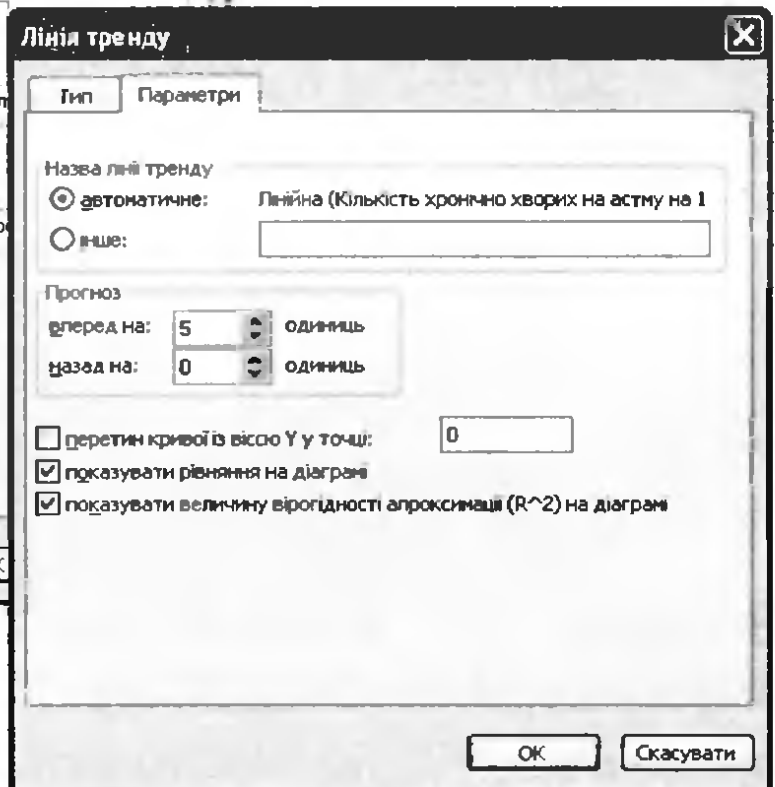 Лінія тренду
Тип Параметри
Назва лінії тренду
автоматичне: Лінійна (Кількість хронічно хворих на астму на 1
інше:
Прогноз
вперед на: 5 одиниць
назад на: 0 одиниць
перетин кривої із віссю Y у точці: 0
показувати рівняння на діаграмі
показувати величину вірогідності апроксимації (R^2) на діаграмі
ОК Скасувати